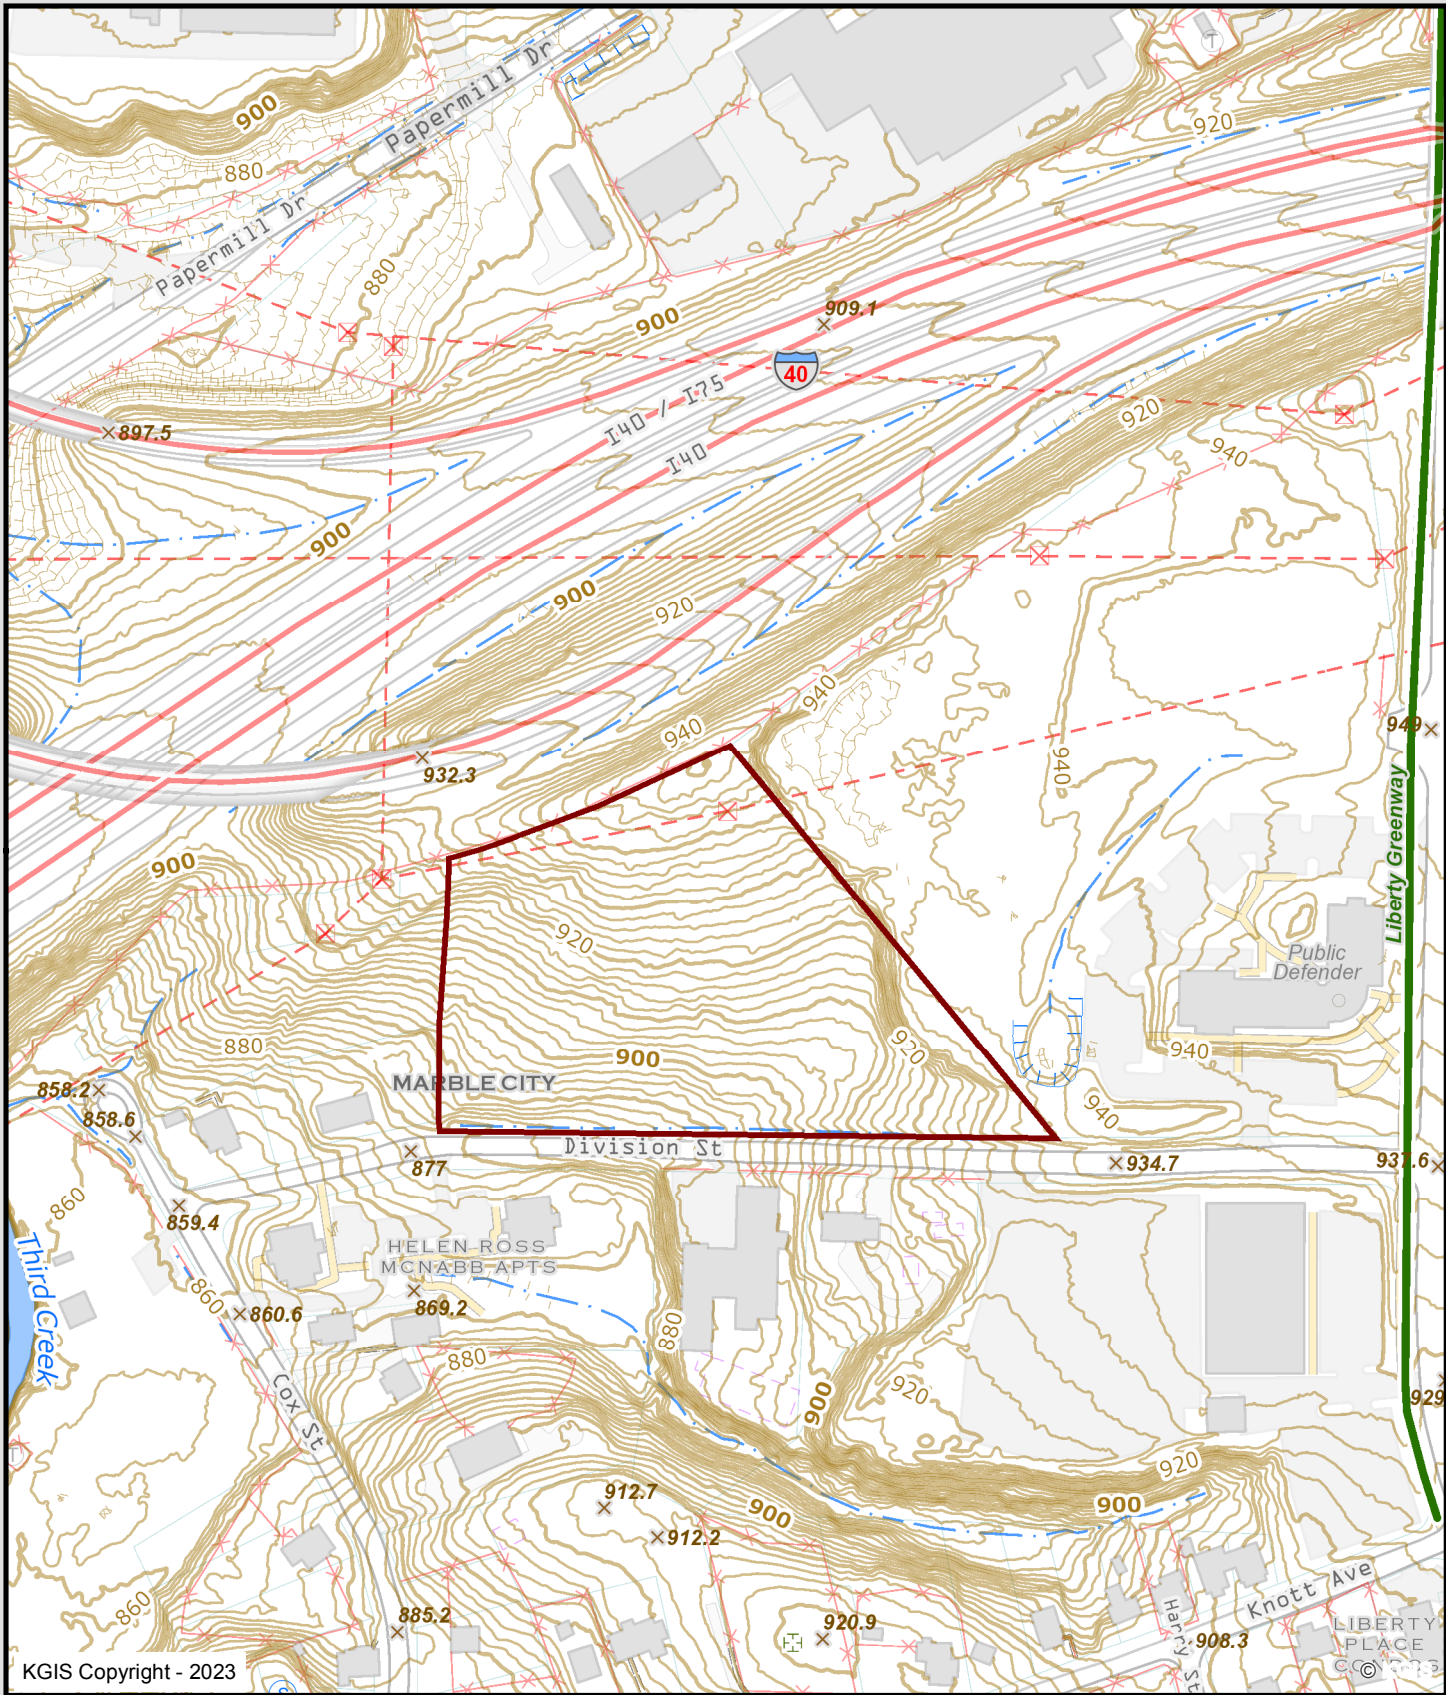 Papermill Dr
900
920
880
Papermill Dr
880
909.1
900
40
I40 / I75
897.5
920
940
I40
900
900
920
940
940
949
932.3
940
Liberty Greenway
900
920
Public
Defender
880
900
920
940
858.2
MARBLE CITY
858.6
940
Division St
877
934.7
937.6
860
859.4
Third Creek
HELEN ROSS
MCNABB APTS
860
869.2
860.6
880
880
Cox St
900
920
929
920
912.7
900
900
912.2
860
885.2
920.9
Knott Ave
Harry St
908.3
LIBERTY
PLACE
KGIS Copyright - 2023
©